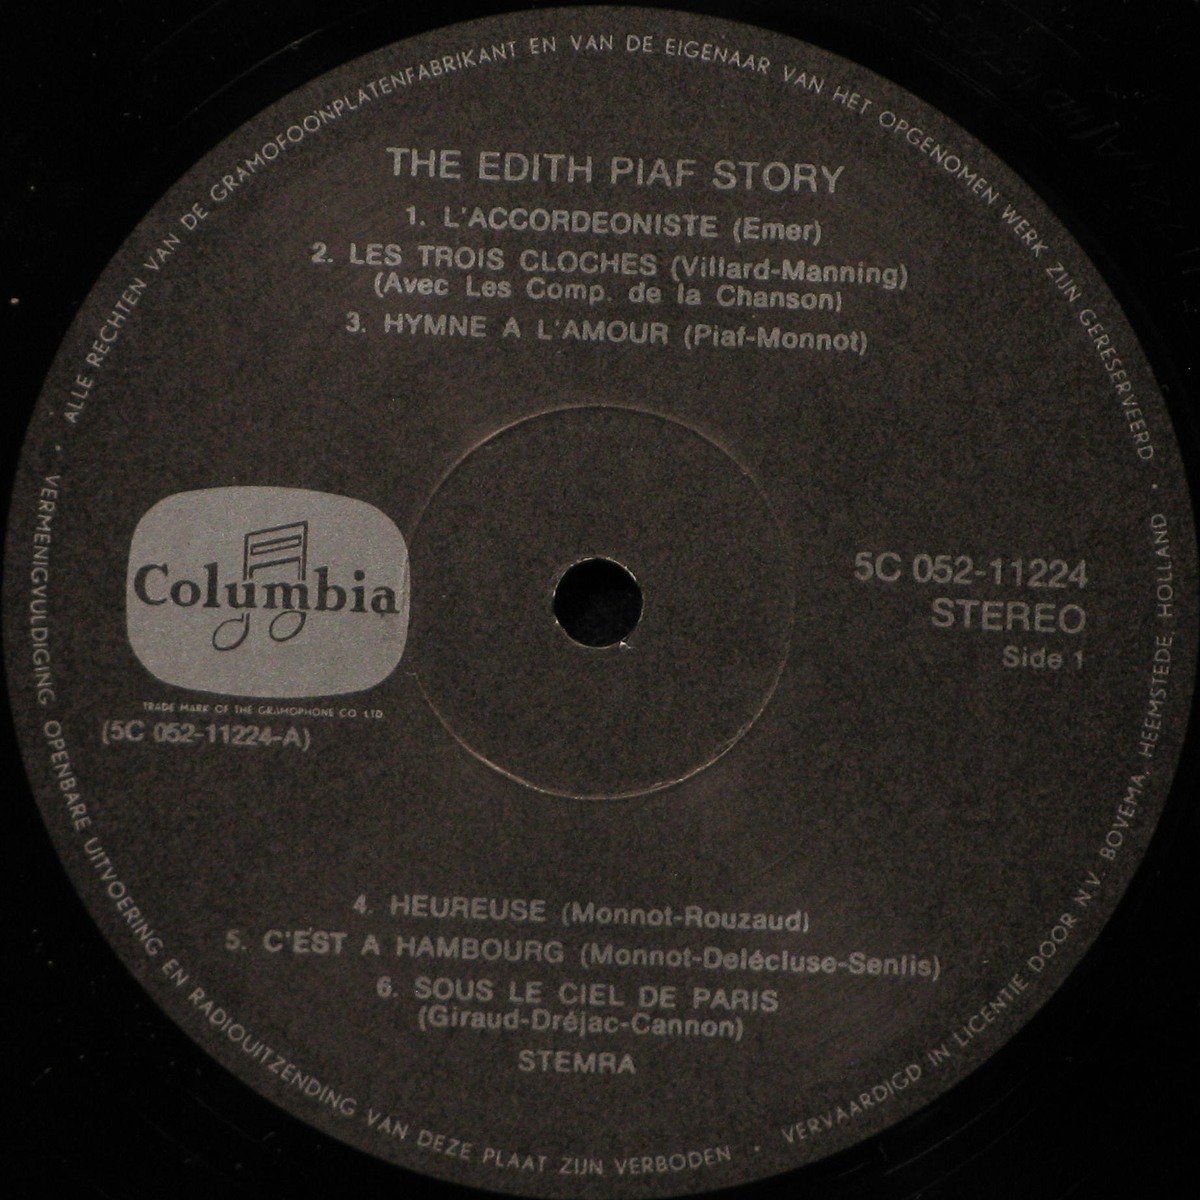 ALLE RECHTEN VAN DE GRAMOFOONPLATENFABRIKANT EN VAN DE EIGENAAR VAN HET OPGENOMEN WERK ZIJN GERESERVEERD •
THE EDITH PIAF STORY
1. L'ACCORDEONISTE (Emer)
2. LES TROIS CLOCHES (Villard-Manning)
(Avec Les Comp. de la Chanson)
3. HYMNE A L'AMOUR (Piaf-Monnot)
Columbia
TRADE MARK OF THE GRAMOPHONE CO LTD
(5C 052-11224-A)
5C 052-11224
STEREO
Side 1
4. HEUREUSE (Monnot-Rouzaud)
5. C'EST A HAMBOURG (Monnot-Delécluse-Senlis)
6. SOUS LE CIEL DE PARIS
(Giraud-Dréjac-Cannon)
STEMRA
• VERMENIGVULDIGING, OPENBARE UITVOERING EN RADIOUITZENDING VAN DEZE PLAAT ZIJN VERBODEN •
VERVAARDIGD IN LICENTIE DOOR N.V. BOVEMA, HEEMSTEDE, HOLLAND